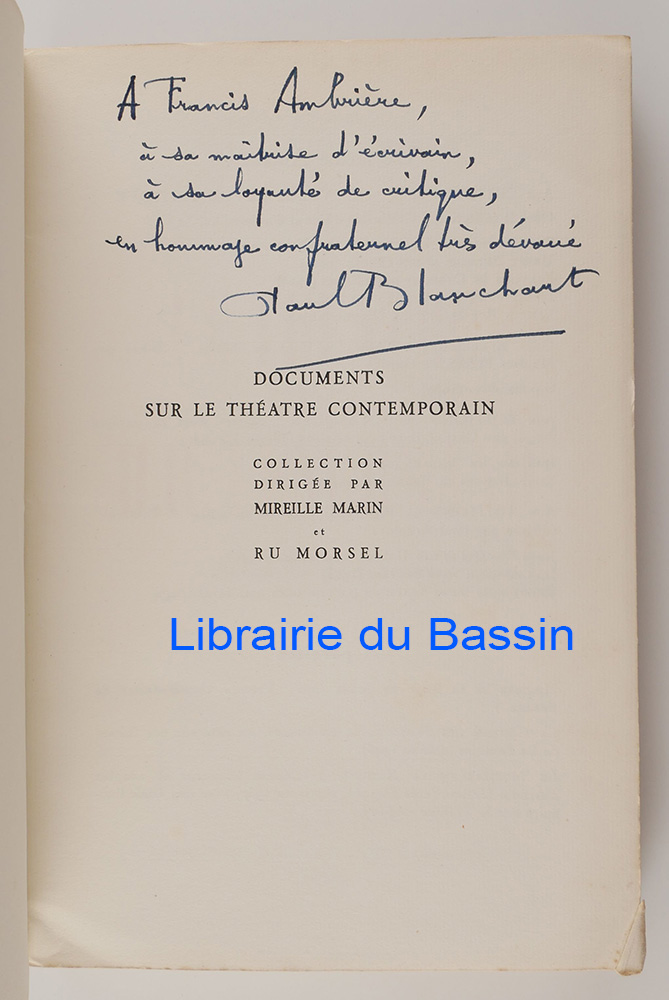 A Francis Ambrière,
à sa maîtrise d'écrivain,
à sa loyauté de critique,
en hommage confraternel très dévoué
Paul Blanchart
DOCUMENTS
SUR LE THÉATRE CONTEMPORAIN
COLLECTION
DIRIGÉE PAR
MIREILLE MARIN
et
RU MORSEL
Librairie du Bassin